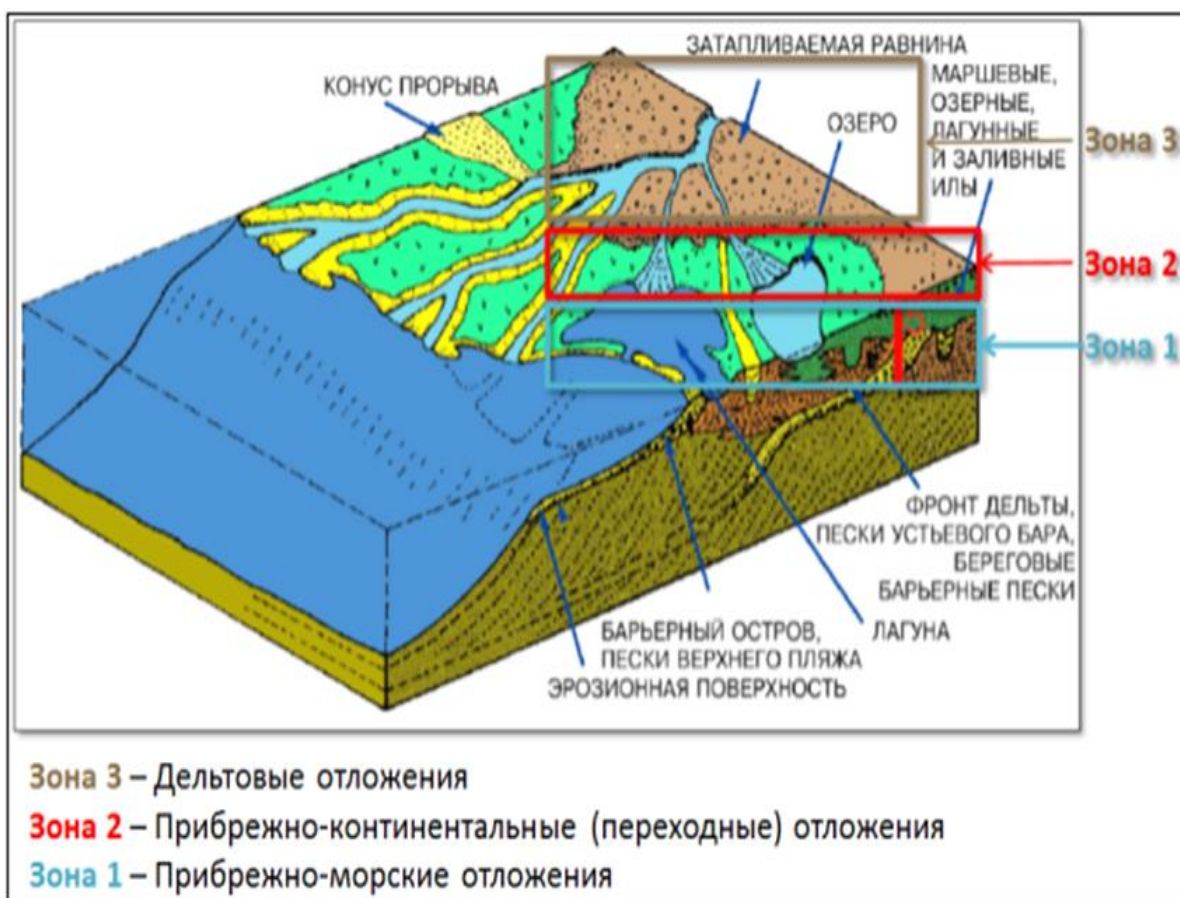 ЗАТАПЛИВАЕМАЯ РАВНИНА
КОНУС ПРОРЫВА
МАРШЕВЫЕ,
ОЗЕРНЫЕ,
ЛАГУННЫЕ
И ЗАЛИВНЫЕ
ИЛЫ
ОЗЕРО
Зона 3
Зона 2
Зона 1
ФРОНТ ДЕЛЬТЫ,
ПЕСКИ УСТЬЕВОГО БАРА,
БЕРЕГОВЫЕ
БАРЬЕРНЫЕ ПЕСКИ
ЛАГУНА
БАРЬЕРНЫЙ ОСТРОВ,
ПЕСКИ ВЕРХНЕГО ПЛЯЖА
ЭРОЗИОННАЯ ПОВЕРХНОСТЬ
Зона 3 – Дельтовые отложения
Зона 2 – Прибрежно-континентальные (переходные) отложения
Зона 1 – Прибрежно-морские отложения